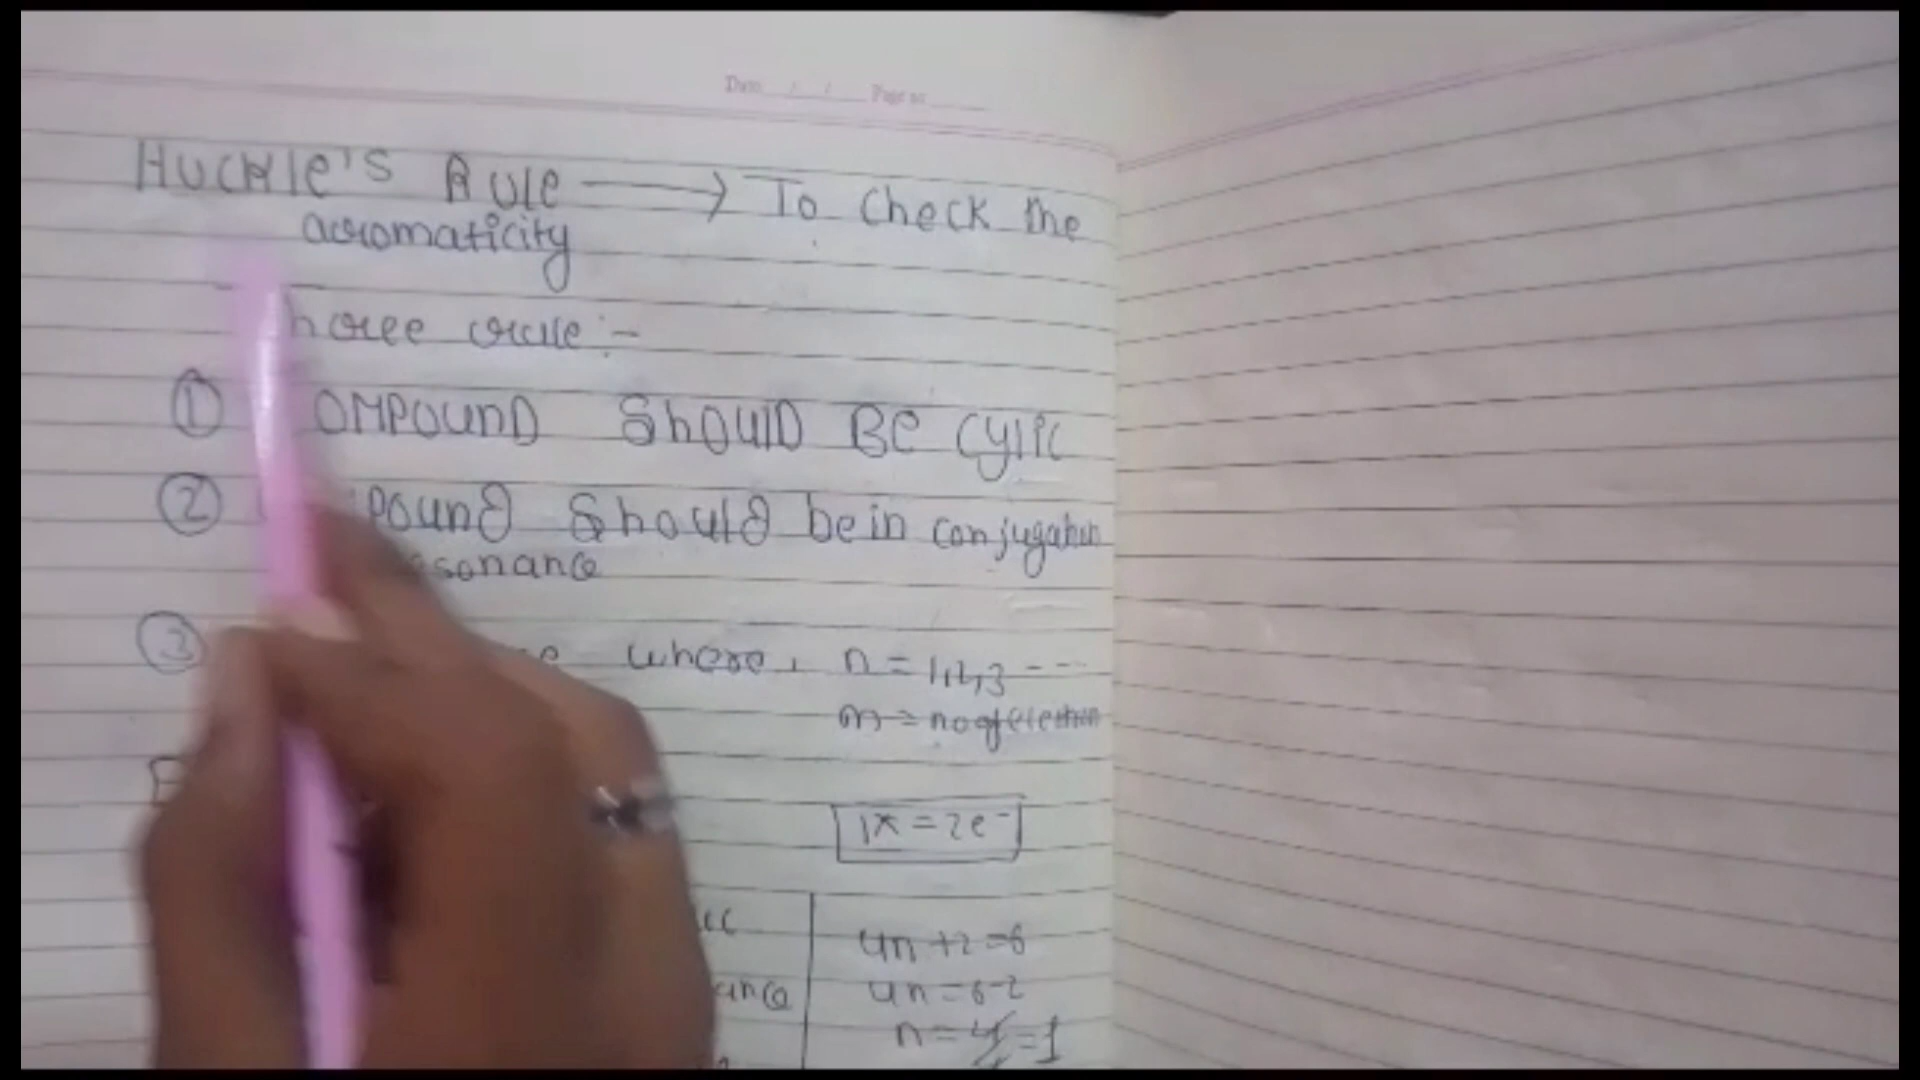 Date / / Page no
Huckle's Rule → To check the
aromaticity
hree rule :-
① OMPOUND Should BE Cylic
② pound Should be in conjugation
sonance
③ where, n = 1,2,3 ---
n = no of electron
1π = 2e⁻
4n + 2 = 6
ance 4n = 6-2
n = 4/4 = 1